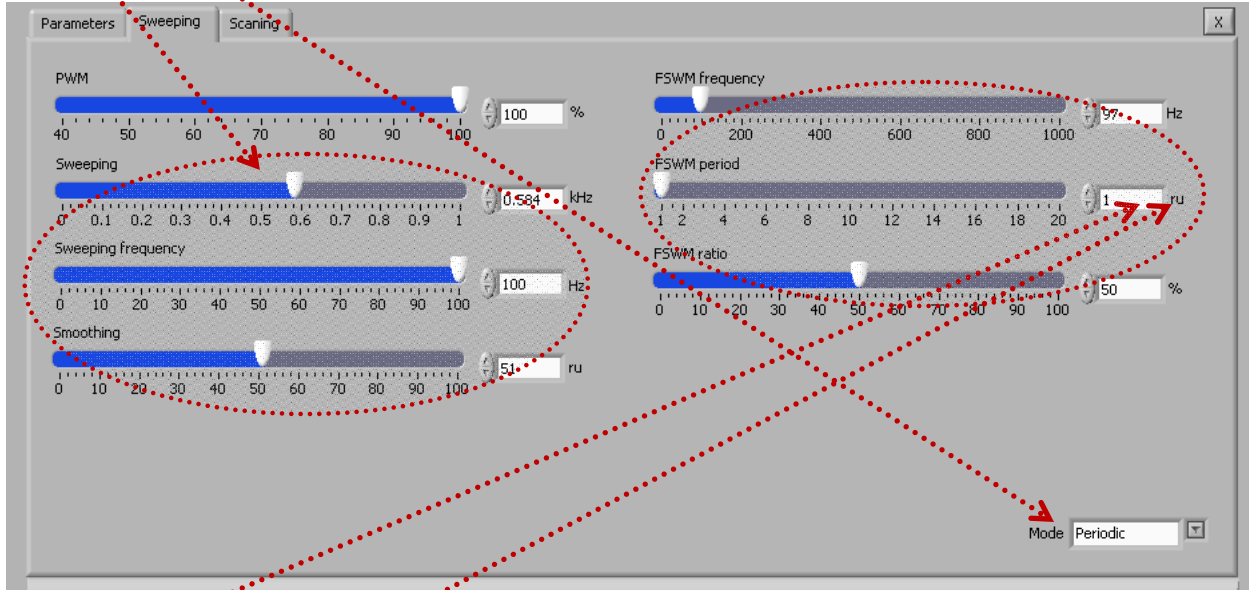 Parameters Sweeping Scaning X
PWM
100 %
40 50 60 70 80 90 100
Sweeping
0.584 kHz
0 0.1 0.2 0.3 0.4 0.5 0.6 0.7 0.8 0.9 1
Sweeping frequency
100 Hz
0 10 20 30 40 50 60 70 80 90 100
Smoothing
51 ru
0 10 20 30 40 50 60 70 80 90 100
FSWM frequency
97 Hz
0 200 400 600 800 1000
FSWM period
1 ru
1 2 4 6 8 10 12 14 16 18 20
FSWM ratio
50 %
0 10 20 30 40 50 60 70 80 90 100
Mode Periodic